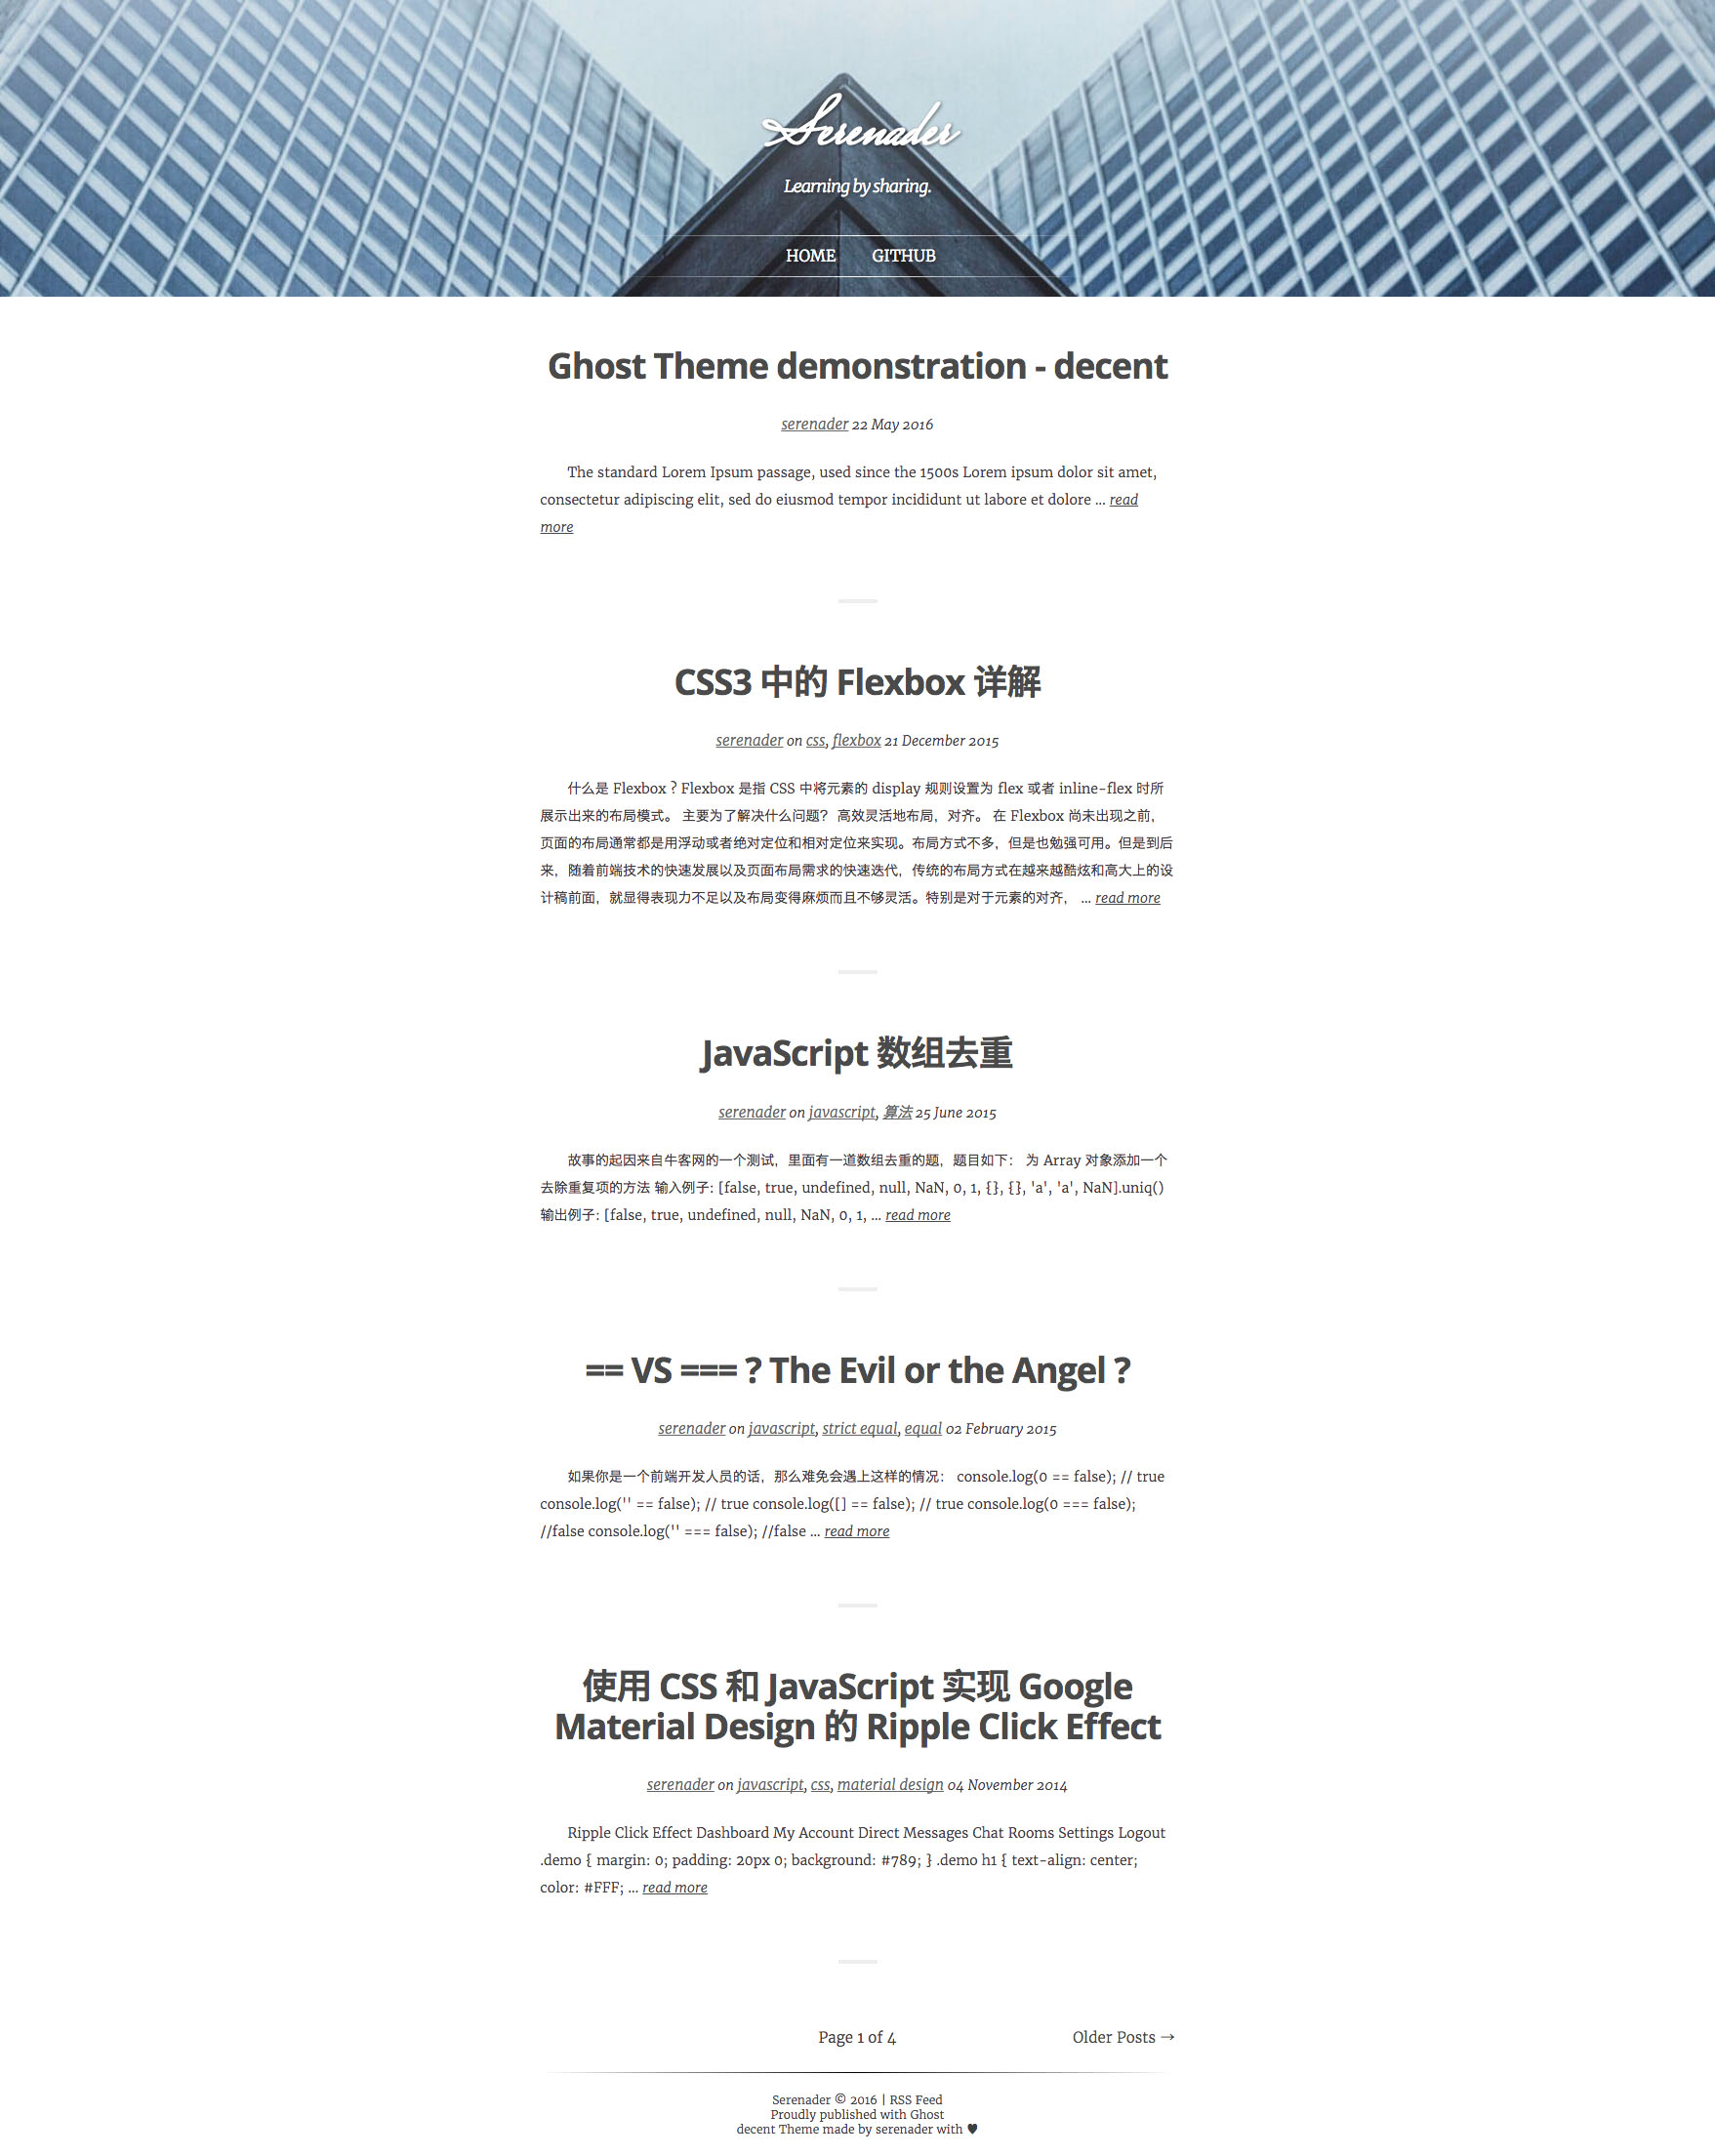 Serenader
Learning by sharing.
HOME GITHUB
Ghost Theme demonstration - decent
serenader 22 May 2016
The standard Lorem Ipsum passage, used since the 1500s Lorem ipsum dolor sit amet,
consectetur adipiscing elit, sed do eiusmod tempor incididunt ut labore et dolore ... read
more
CSS3 中的 Flexbox 详解
serenader on css, flexbox 21 December 2015
什么是 Flexbox ? Flexbox 是指 CSS 中将元素的 display 规则设置为 flex 或者 inline-flex 时所
展示出来的布局模式。 主要为了解决什么问题？ 高效灵活地布局，对齐。 在 Flexbox 尚未出现之前，
页面的布局通常都是用浮动或者绝对定位和相对定位来实现。布局方式不多，但是也勉强可用。但是到后
来，随着前端技术的快速发展以及页面布局需求的快速迭代，传统的布局方式在越来越酷炫和高大上的设
计稿前面，就显得表现力不足以及布局变得麻烦而且不够灵活。特别是对于元素的对齐， ... read more
JavaScript 数组去重
serenader on javascript, 算法 25 June 2015
故事的起因来自牛客网的一个测试，里面有一道数组去重的题，题目如下： 为 Array 对象添加一个
去除重复项的方法 输入例子: [false, true, undefined, null, NaN, 0, 1, {}, {}, 'a', 'a', NaN].uniq()
输出例子: [false, true, undefined, null, NaN, 0, 1, ... read more
== VS === ? The Evil or the Angel ?
serenader on javascript, strict equal, equal 02 February 2015
如果你是一个前端开发人员的话，那么难免会遇上这样的情况： console.log(0 == false); // true
console.log('' == false); // true console.log([] == false); // true console.log(0 === false);
//false console.log('' === false); //false ... read more
使用 CSS 和 JavaScript 实现 Google
Material Design 的 Ripple Click Effect
serenader on javascript, css, material design 04 November 2014
Ripple Click Effect Dashboard My Account Direct Messages Chat Rooms Settings Logout
.demo { margin: 0; padding: 20px 0; background: #789; } .demo h1 { text-align: center;
color: #FFF; ... read more
Page 1 of 4 Older Posts →
Serenader © 2016 | RSS Feed
Proudly published with Ghost
decent Theme made by serenader with ♥